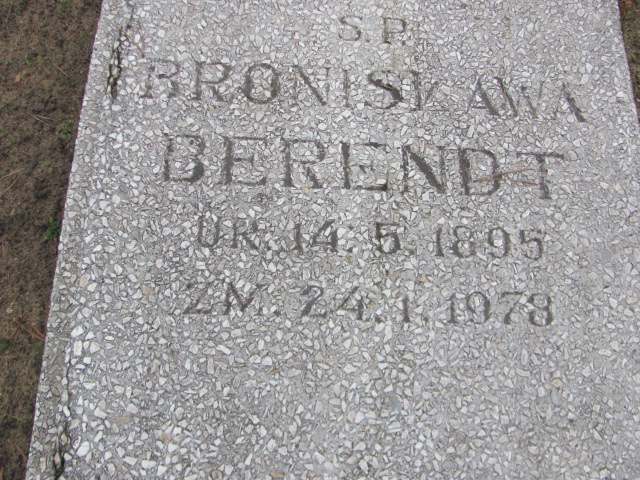 Ś.P.
BRONISŁAWA
BERENDT
UR. 14.5.1895
ZM. 24.1.1978